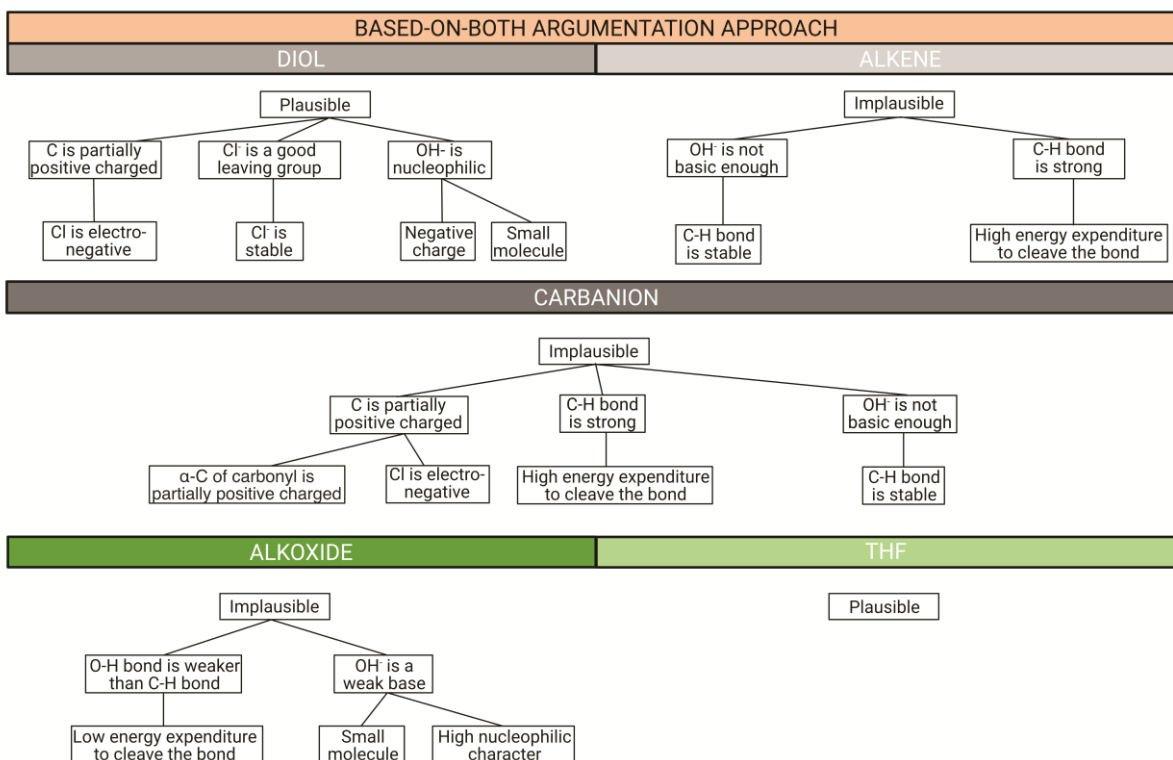 BASED-ON-BOTH ARGUMENTATION APPROACH
DIOL
ALKENE
Plausible
Implausible
C is partially
positive charged
Cl⁻ is a good
leaving group
OH- is
nucleophilic
OH⁻ is not
basic enough
C-H bond
is strong
Cl is electro-
negative
Cl⁻ is
stable
Negative
charge
Small
molecule
C-H bond
is stable
High energy expenditure
to cleave the bond
CARBANION
Implausible
C is partially
positive charged
C-H bond
is strong
OH⁻ is not
basic enough
α-C of carbonyl is
partially positive charged
Cl is electro-
negative
High energy expenditure
to cleave the bond
C-H bond
is stable
ALKOXIDE
THF
Implausible
Plausible
O-H bond is weaker
than C-H bond
OH⁻ is a
weak base
Low energy expenditure
to cleave the bond
Small
molecule
High nucleophilic
character